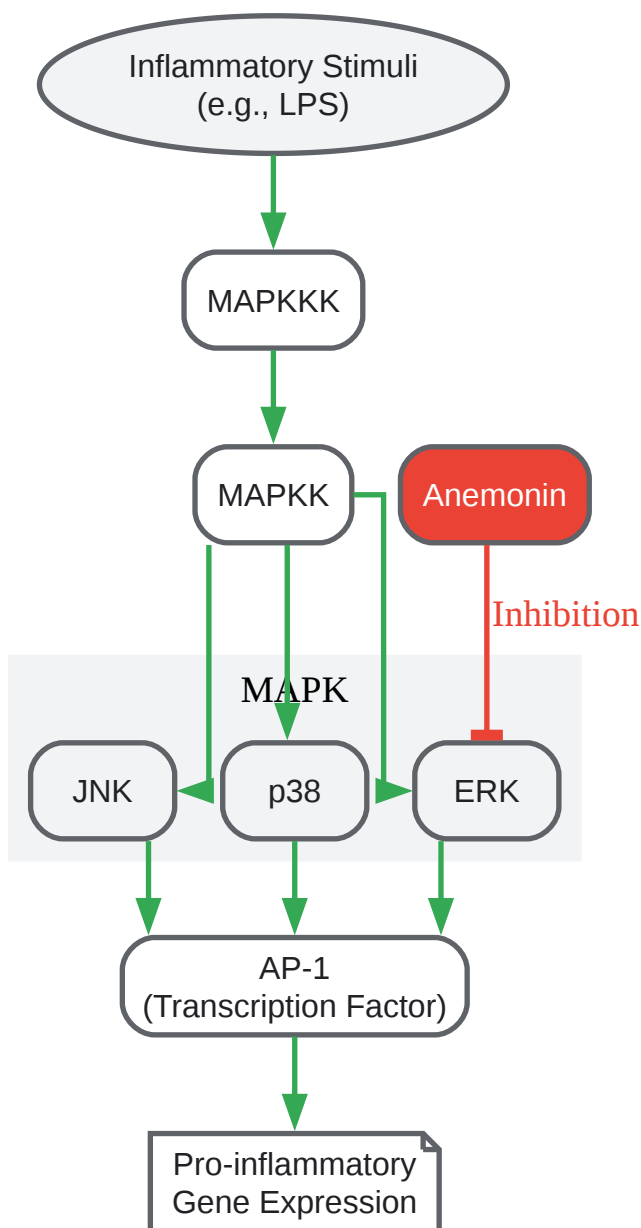 Inflammatory Stimuli
(e.g., LPS)
MAPKKK
MAPKK
Anemonin
Inhibition
MAPK
JNK
p38
ERK
AP-1
(Transcription Factor)
Pro-inflammatory
Gene Expression